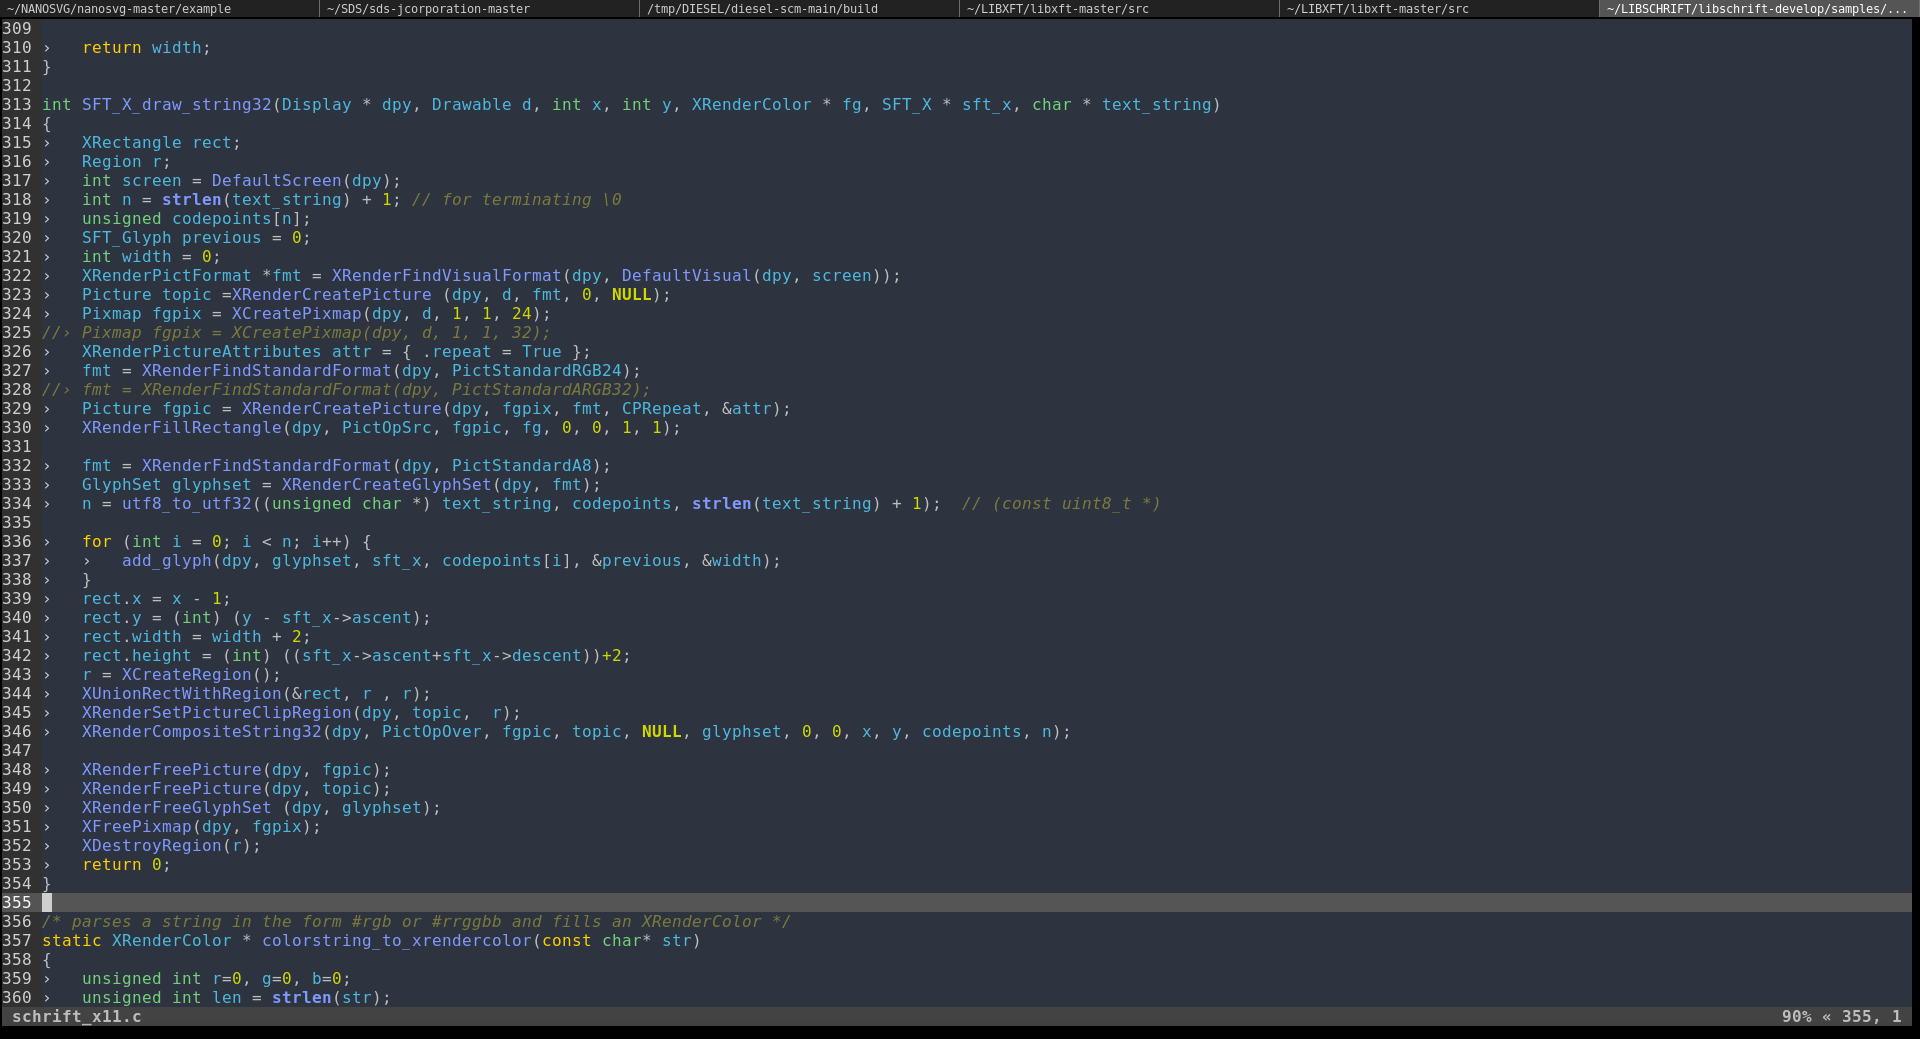 ~/NANOSVG/nanosvg-master/example ~/SDS/sds-jcorporation-master /tmp/DIESEL/diesel-scm-main/build ~/LIBXFT/libxft-master/src ~/LIBXFT/libxft-master/src ~/LIBSCHRIFT/libschrift-develop/samples/...
309
310 ›   return width;
311 }
312
313 int SFT_X_draw_string32(Display * dpy, Drawable d, int x, int y, XRenderColor * fg, SFT_X * sft_x, char * text_string)
314 {
315 ›   XRectangle rect;
316 ›   Region r;
317 ›   int screen = DefaultScreen(dpy);
318 ›   int n = strlen(text_string) + 1; // for terminating \0
319 ›   unsigned codepoints[n];
320 ›   SFT_Glyph previous = 0;
321 ›   int width = 0;
322 ›   XRenderPictFormat *fmt = XRenderFindVisualFormat(dpy, DefaultVisual(dpy, screen));
323 ›   Picture topic =XRenderCreatePicture (dpy, d, fmt, 0, NULL);
324 ›   Pixmap fgpix = XCreatePixmap(dpy, d, 1, 1, 24);
325 //› Pixmap fgpix = XCreatePixmap(dpy, d, 1, 1, 32);
326 ›   XRenderPictureAttributes attr = { .repeat = True };
327 ›   fmt = XRenderFindStandardFormat(dpy, PictStandardRGB24);
328 //› fmt = XRenderFindStandardFormat(dpy, PictStandardARGB32);
329 ›   Picture fgpic = XRenderCreatePicture(dpy, fgpix, fmt, CPRepeat, &attr);
330 ›   XRenderFillRectangle(dpy, PictOpSrc, fgpic, fg, 0, 0, 1, 1);
331
332 ›   fmt = XRenderFindStandardFormat(dpy, PictStandardA8);
333 ›   GlyphSet glyphset = XRenderCreateGlyphSet(dpy, fmt);
334 ›   n = utf8_to_utf32((unsigned char *) text_string, codepoints, strlen(text_string) + 1);  // (const uint8_t *)
335
336 ›   for (int i = 0; i < n; i++) {
337 ›   ›   add_glyph(dpy, glyphset, sft_x, codepoints[i], &previous, &width);
338 ›   }
339 ›   rect.x = x - 1;
340 ›   rect.y = (int) (y - sft_x->ascent);
341 ›   rect.width = width + 2;
342 ›   rect.height = (int) ((sft_x->ascent+sft_x->descent))+2;
343 ›   r = XCreateRegion();
344 ›   XUnionRectWithRegion(&rect, r , r);
345 ›   XRenderSetPictureClipRegion(dpy, topic,  r);
346 ›   XRenderCompositeString32(dpy, PictOpOver, fgpic, topic, NULL, glyphset, 0, 0, x, y, codepoints, n);
347
348 ›   XRenderFreePicture(dpy, fgpic);
349 ›   XRenderFreePicture(dpy, topic);
350 ›   XRenderFreeGlyphSet (dpy, glyphset);
351 ›   XFreePixmap(dpy, fgpix);
352 ›   XDestroyRegion(r);
353 ›   return 0;
354 }
355
356 /* parses a string in the form #rgb or #rrggbb and fills an XRenderColor */
357 static XRenderColor * colorstring_to_xrendercolor(const char* str)
358 {
359 ›   unsigned int r=0, g=0, b=0;
360 ›   unsigned int len = strlen(str);
schrift_x11.c 90% « 355, 1